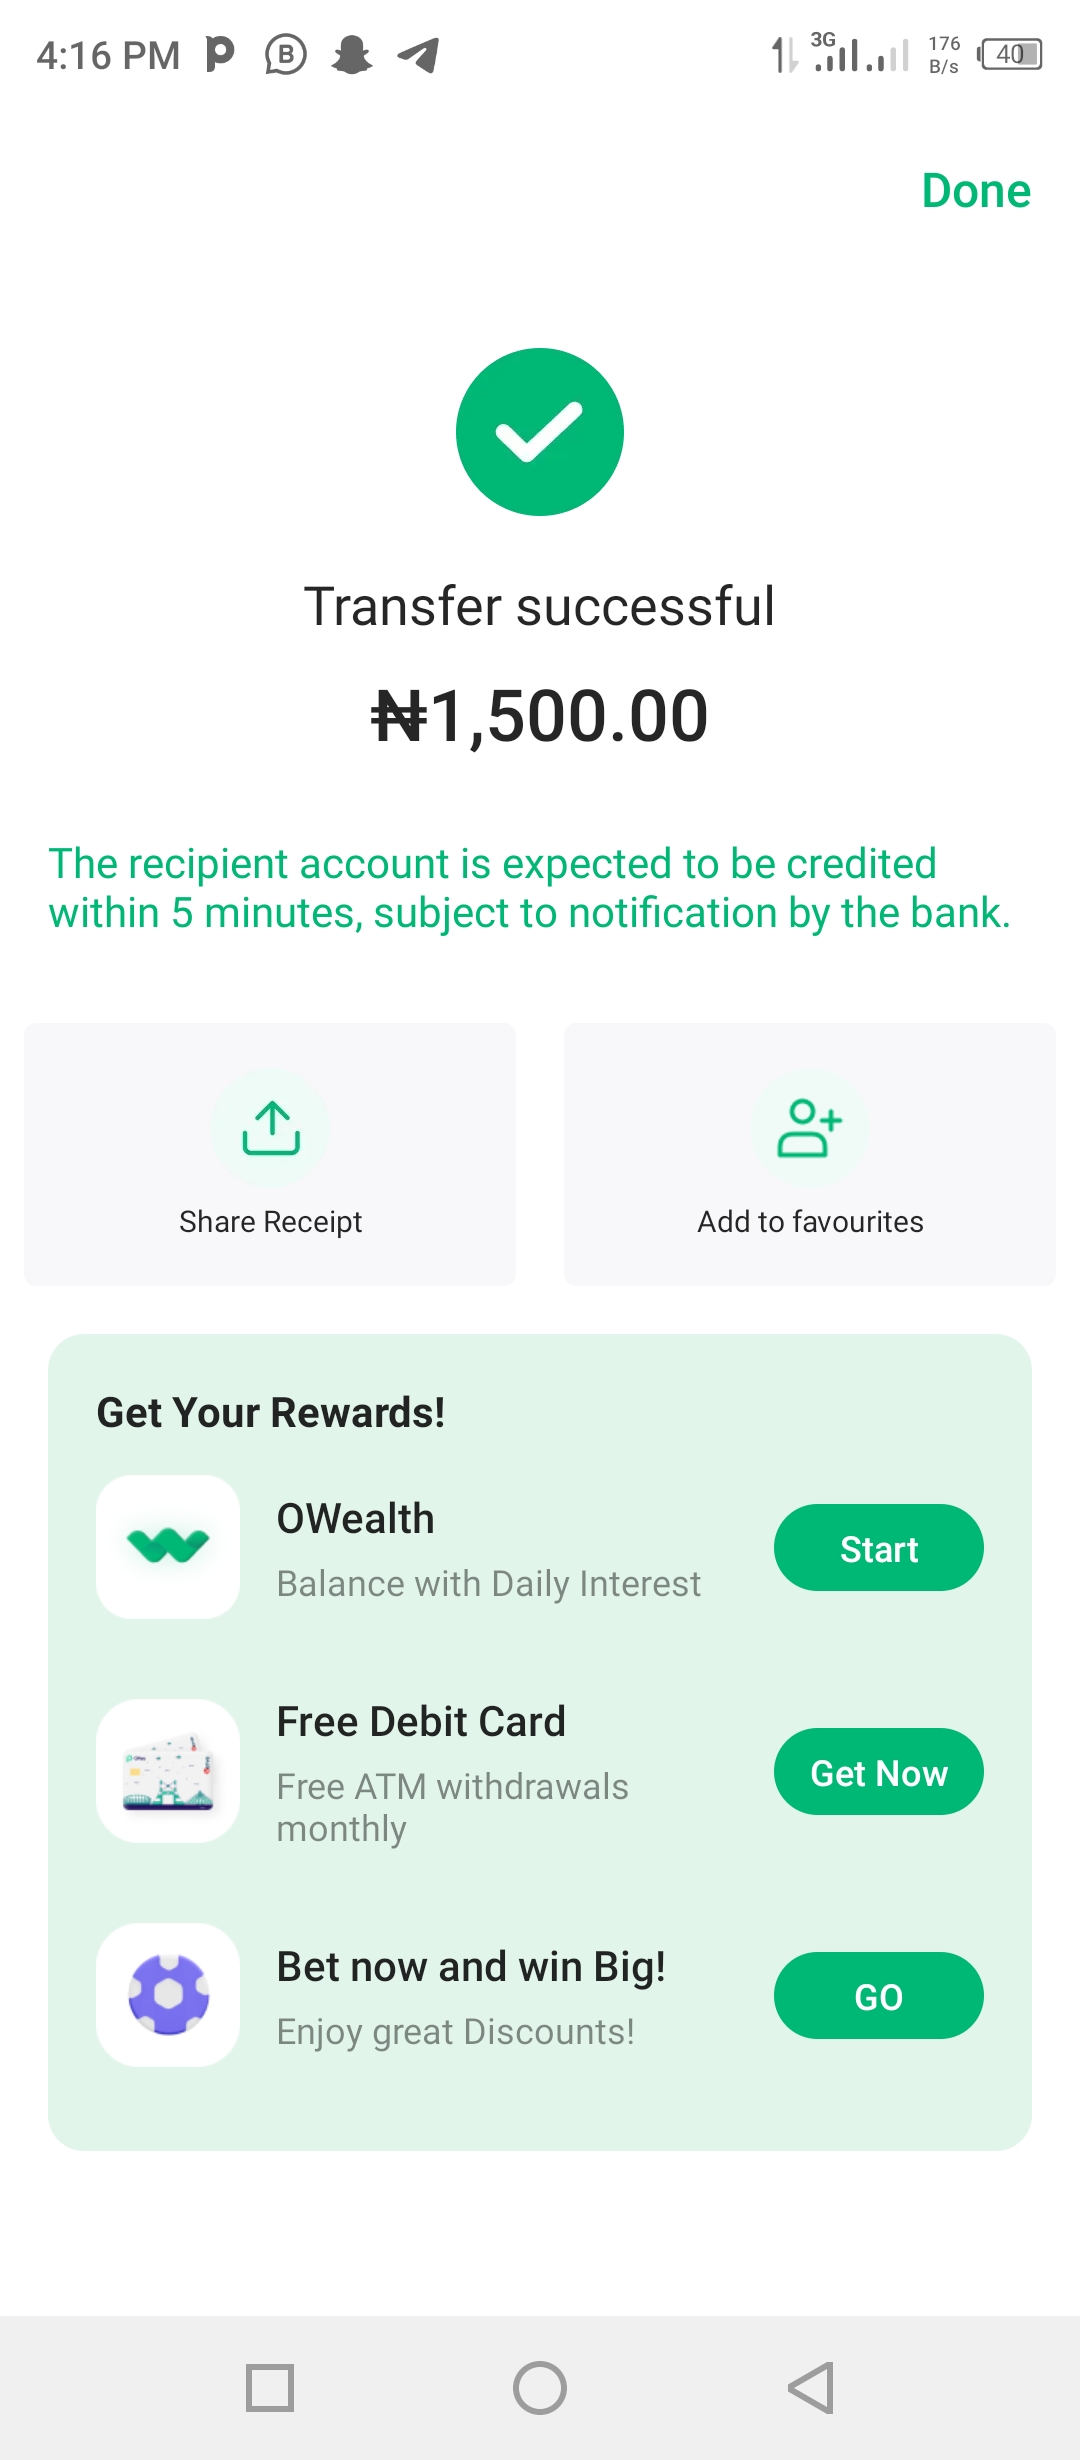 4:16 PM
3G
176
B/s
40
Done
Transfer successful
₦1,500.00
The recipient account is expected to be credited
within 5 minutes, subject to notification by the bank.
Share Receipt
Add to favourites
Get Your Rewards!
OWealth
Balance with Daily Interest
Start
Free Debit Card
Free ATM withdrawals
monthly
Get Now
Bet now and win Big!
Enjoy great Discounts!
GO